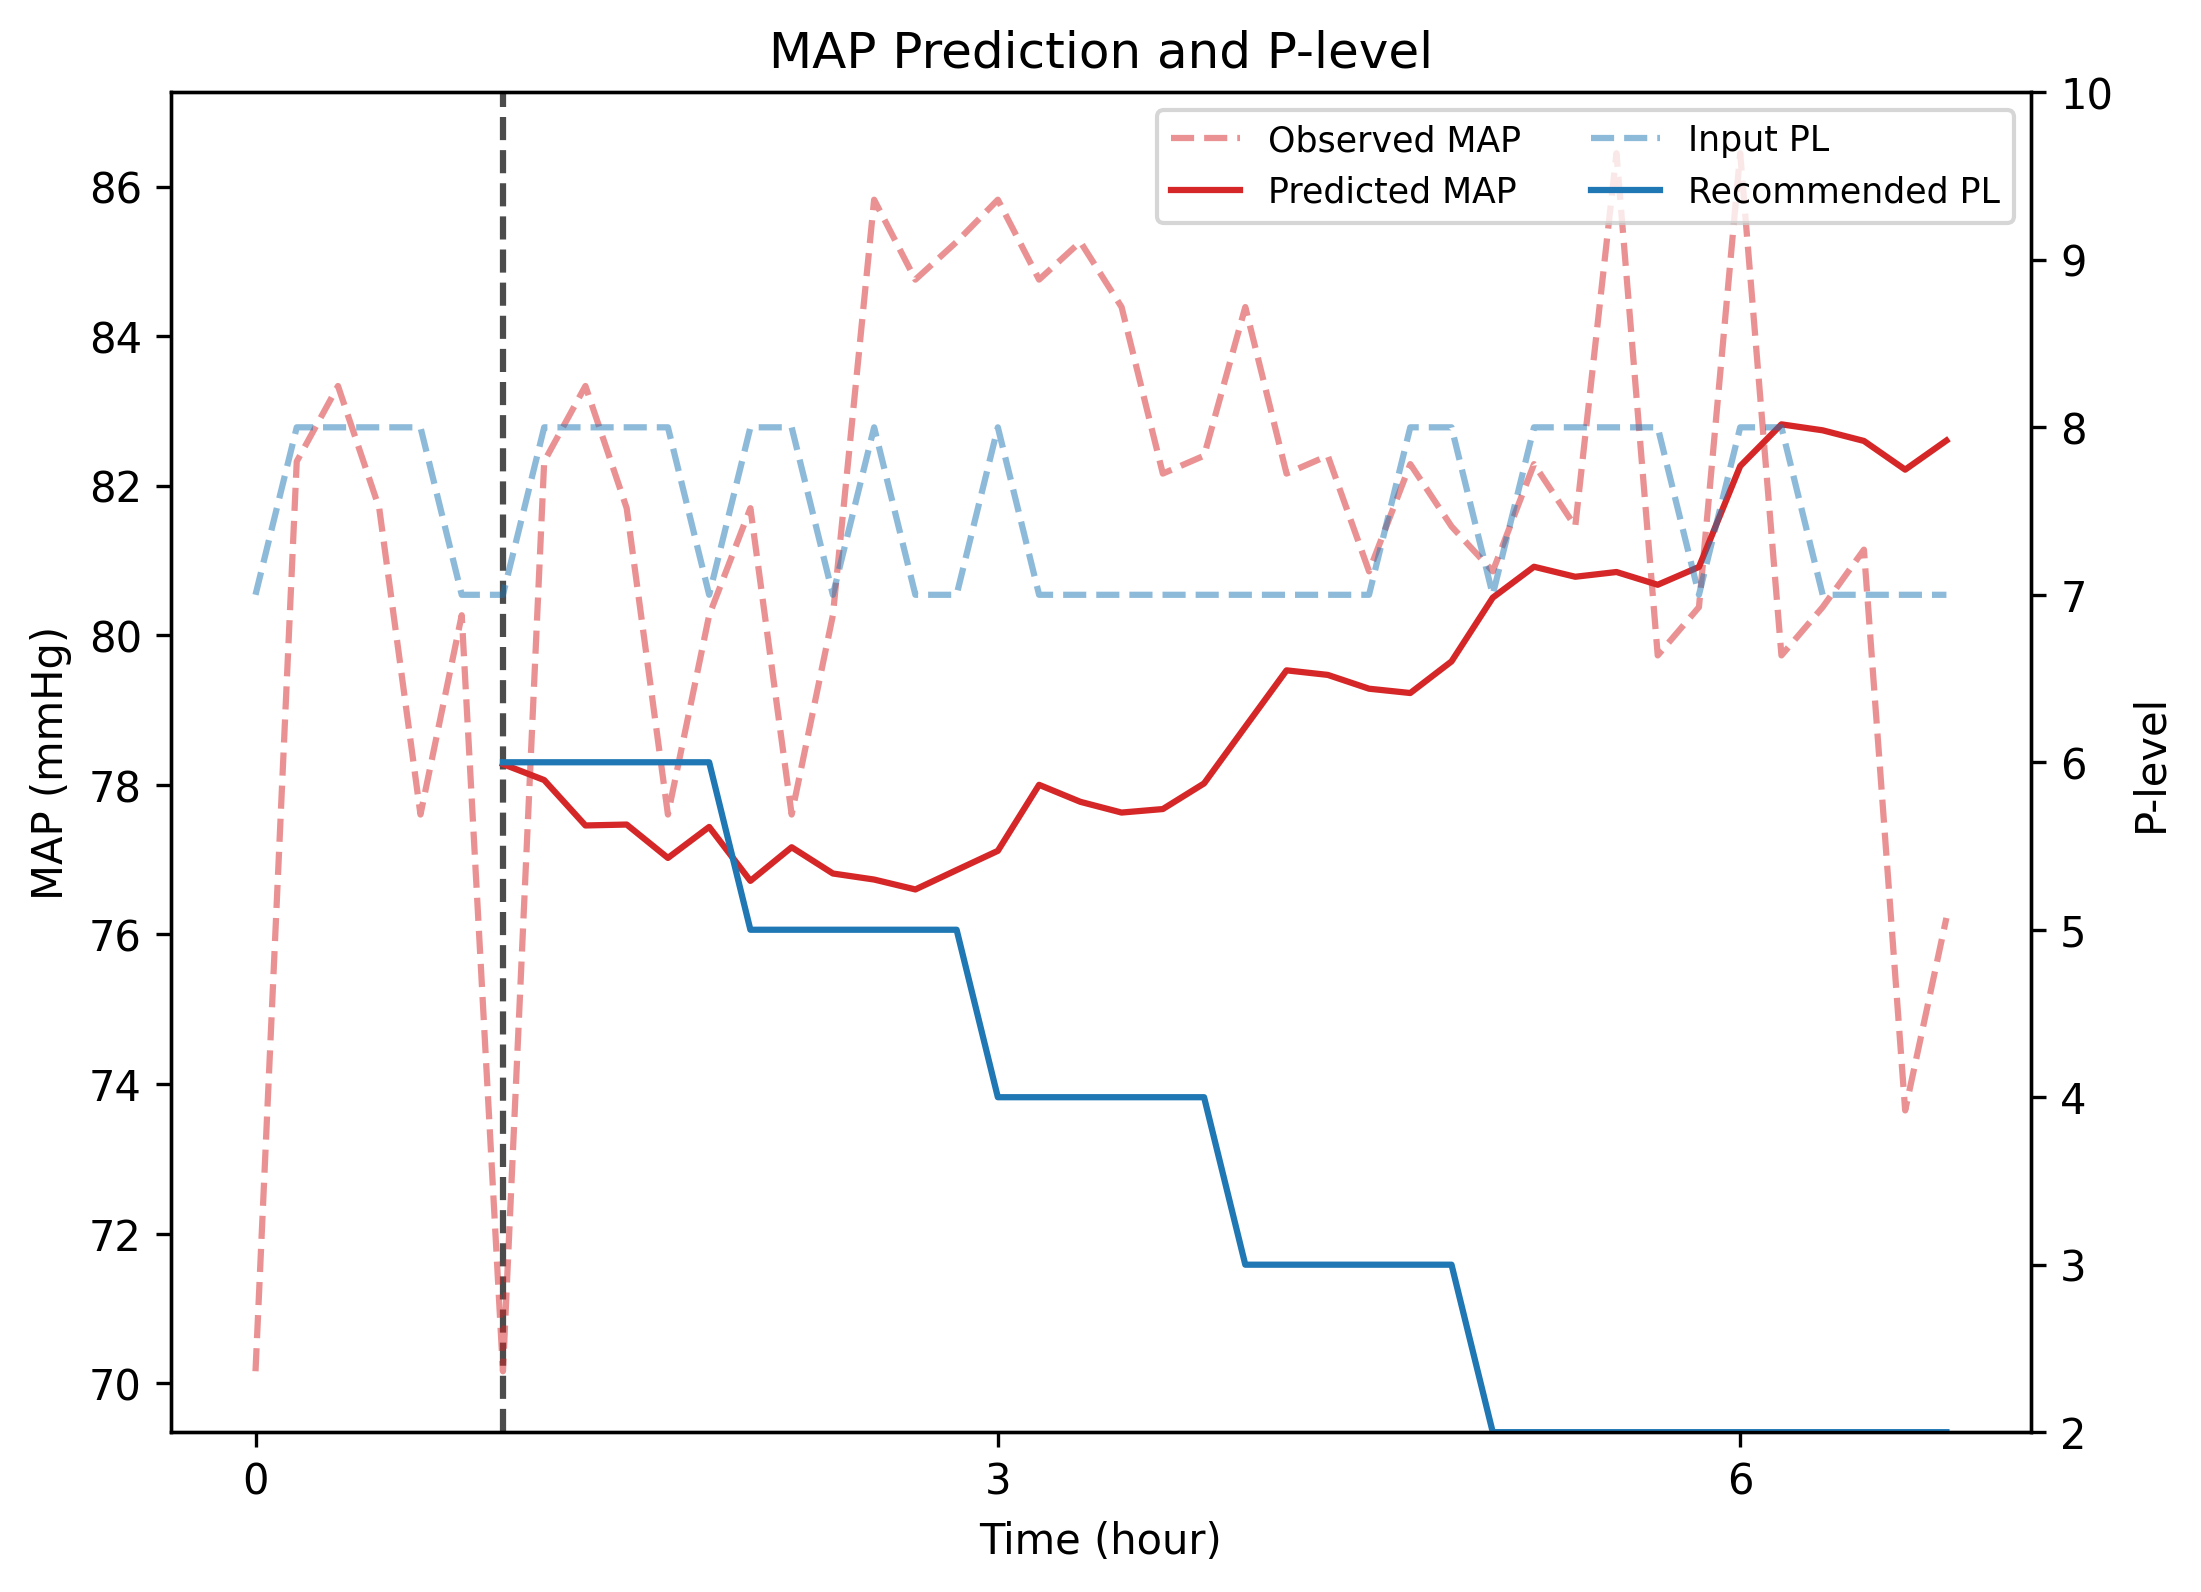 MAP Prediction and P-level
Observed MAP
Predicted MAP
Input PL
Recommended PL
MAP (mmHg)
86
84
82
80
78
76
74
72
70
10
9
8
7
6
5
4
3
2
P-level
0 3 6
Time (hour)